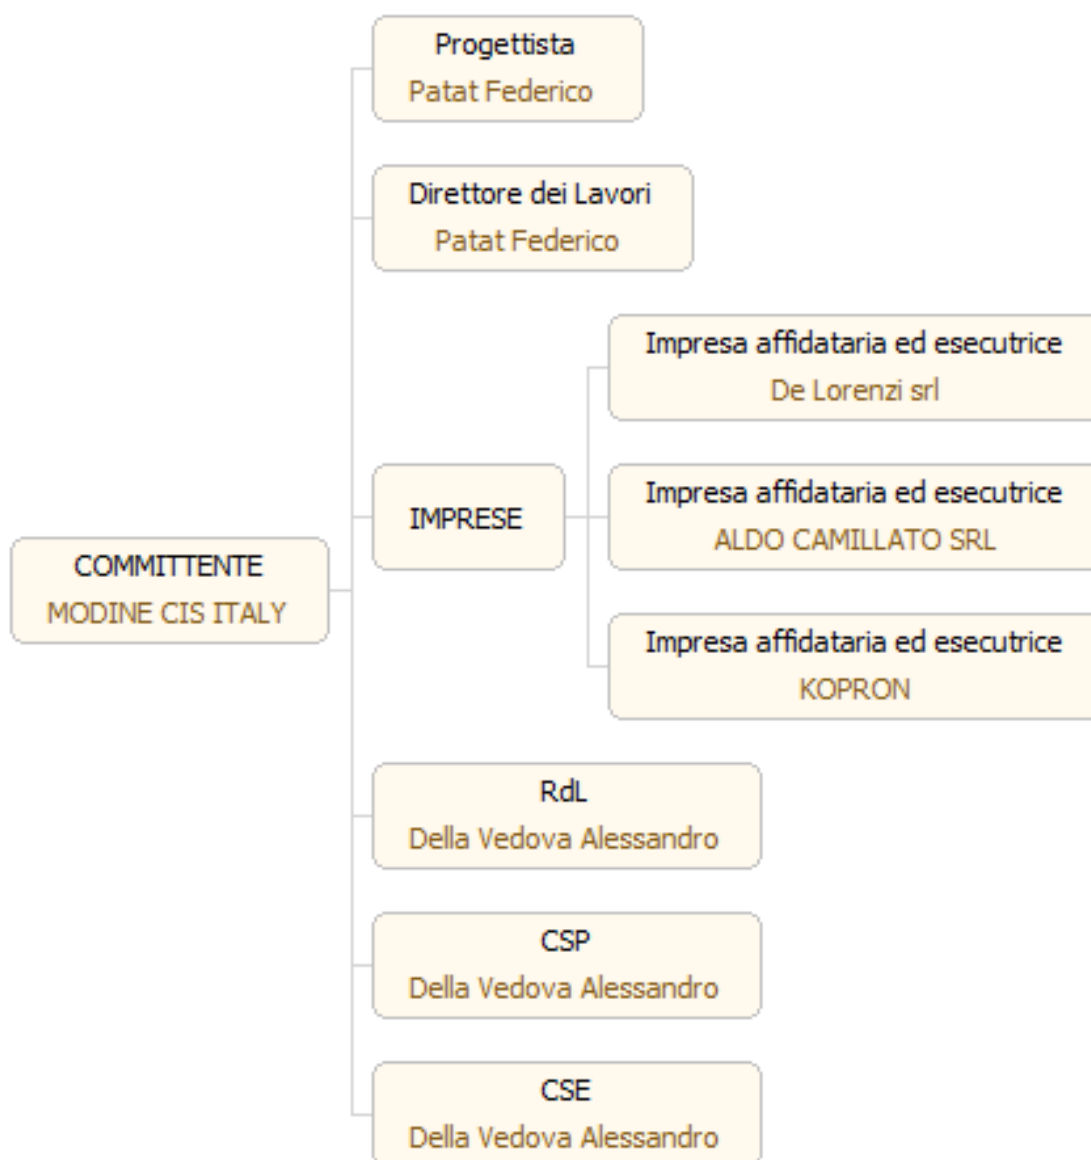 Progettista
Patat Federico
Direttore dei Lavori
Patat Federico
Impresa affidataria ed esecutrice
De Lorenzi srl
IMPRESE
Impresa affidataria ed esecutrice
ALDO CAMILLATO SRL
COMMITTENTE
MODINE CIS ITALY
Impresa affidataria ed esecutrice
KOPRON
RdL
Della Vedova Alessandro
CSP
Della Vedova Alessandro
CSE
Della Vedova Alessandro